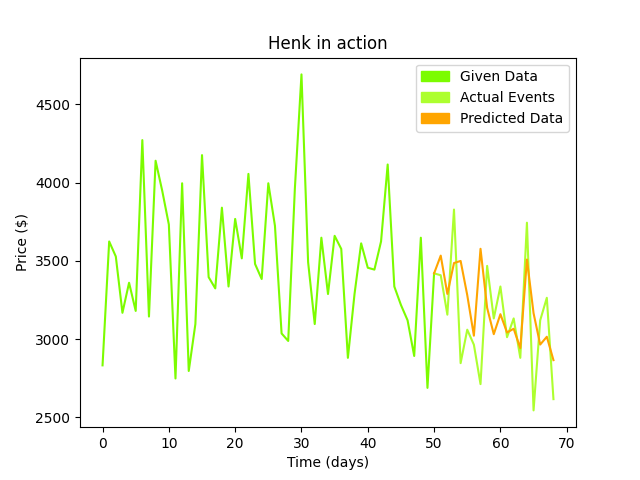 Henk in action
Given Data
Actual Events
Predicted Data
Price ($)
4500
4000
3500
3000
2500
0 10 20 30 40 50 60 70
Time (days)